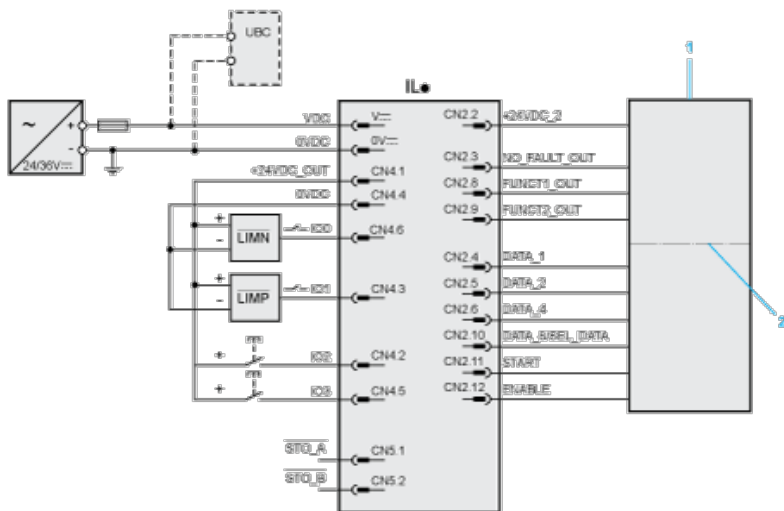 UBC
IL●
~
+
-
24/36V
VDC
V
0VDC
0V
+24VDC_OUT
CN4.1
0VDC
CN4.4
+
-
LIMN
IO0
CN4.6
+
-
LIMP
IO1
CN4.3
+
IO2
CN4.2
+
IO3
CN4.5
STO_A
CN5.1
STO_B
CN5.2
CN2.2
+24VDC_2
CN2.3
NO_FAULT_OUT
CN2.8
FUNCT1_OUT
CN2.9
FUNCT2_OUT
CN2.4
DATA_1
CN2.5
DATA_2
CN2.6
DATA_4
CN2.10
DATA_8/SEL_DATA
CN2.11
START
CN2.12
ENABLE
1
2